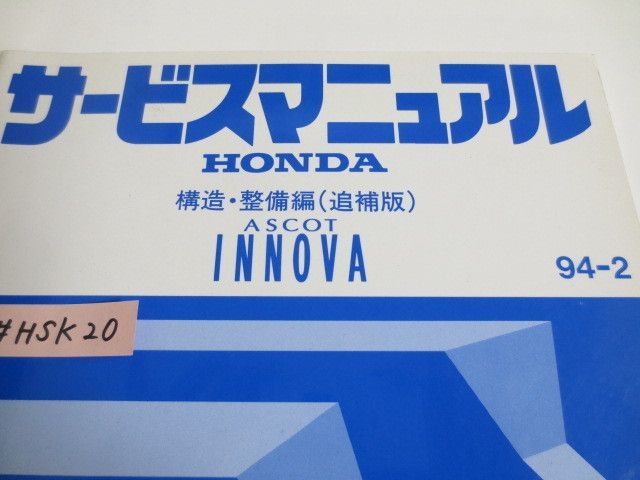 サービスマニュアル
HONDA
構造・整備編(追補版)
ASCOT
INNOVA
94-2
#HSK20